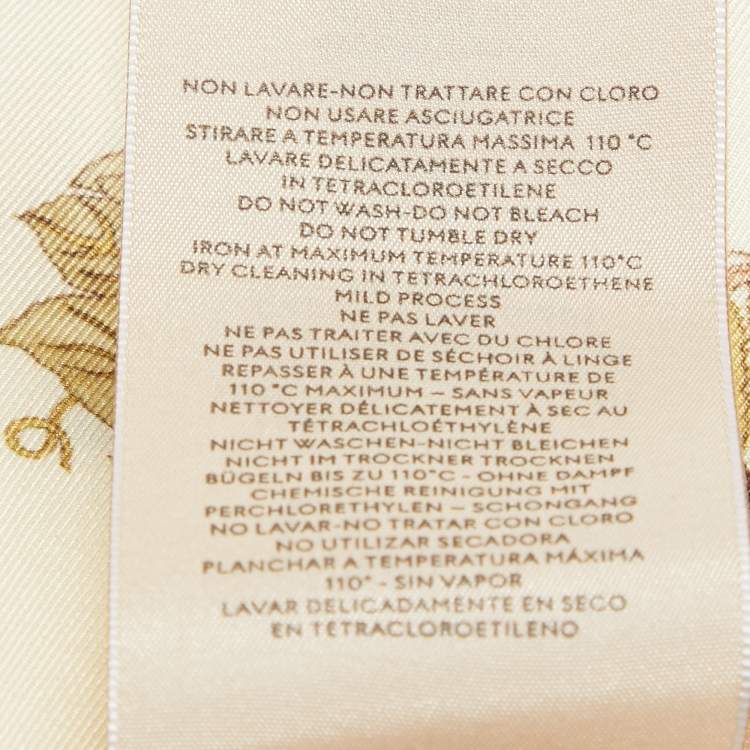 NON LAVARE-NON TRATTARE CON CLORO
NON USARE ASCIUGATRICE
STIRARE A TEMPERATURA MASSIMA 110 °C
LAVARE DELICATAMENTE A SECCO
IN TETRACLOROETILENE
DO NOT WASH-DO NOT BLEACH
DO NOT TUMBLE DRY
IRON AT MAXIMUM TEMPERATURE 110°C
DRY CLEANING IN TETRACHLOROETHENE
MILD PROCESS
NE PAS LAVER
NE PAS TRAITER AVEC DU CHLORE
NE PAS UTILISER DE SÉCHOIR À LINGE
REPASSER À UNE TEMPÉRATURE DE
110 °C MAXIMUM – SANS VAPEUR
NETTOYER DÉLICATEMENT À SEC AU
TÉTRACHLOÉTHYLÈNE
NICHT WASCHEN-NICHT BLEICHEN
NICHT IM TROCKNER TROCKNEN
BÜGELN BIS ZU 110°C - OHNE DAMPF
CHEMISCHE REINIGUNG MIT
PERCHLORETHYLEN – SCHONGANG
NO LAVAR-NO TRATAR CON CLORO
NO UTILIZAR SECADORA
PLANCHAR A TEMPERATURA MÁXIMA
110° - SIN VAPOR
LAVAR DELICADAMENTE EN SECO
EN TETRACLOROETILENO